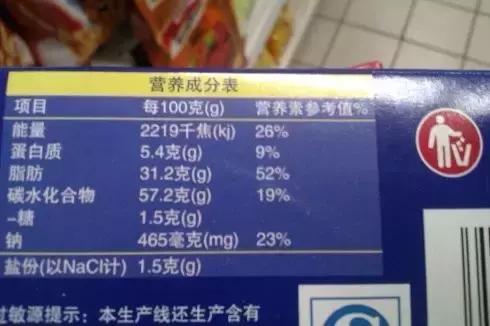 营养成分表
项目 每100克(g) 营养素参考值%
能量 2219千焦(kj) 26%
蛋白质 5.4克(g) 9%
脂肪 31.2克(g) 52%
碳水化合物 57.2克(g) 19%
-糖 1.5克(g)
钠 465毫克(mg) 23%
盐份(以NaCl计) 1.5克(g)
过敏源提示：本生产线还生产含有